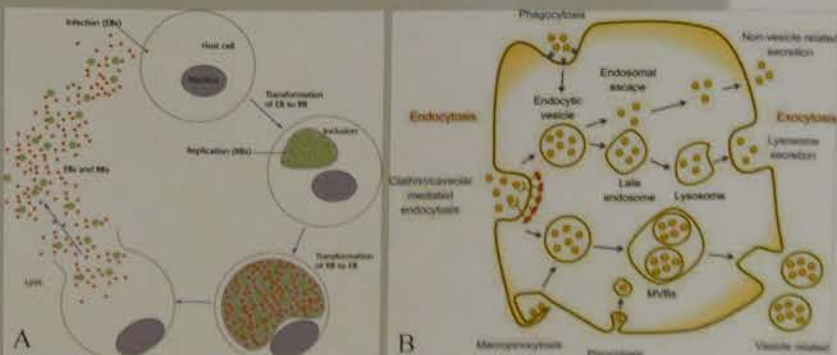 Infection (EBs)
Host cell
Nucleus
Transformation
of EB to RB
Inclusion
Replication (RBs)
EBs and RBs
Transformation
of RB to EB
A
Phagocytosis
Non-vesicle related
secretion
Endosomal
escape
Endocytosis
Endocytic
vesicle
Exocytosis
Lysosome
secretion
Clathrin/caveolar
mediated
endocytosis
Late
endosome
Lysosome
MVBs
B
Macropinocytosis
Vesicle related